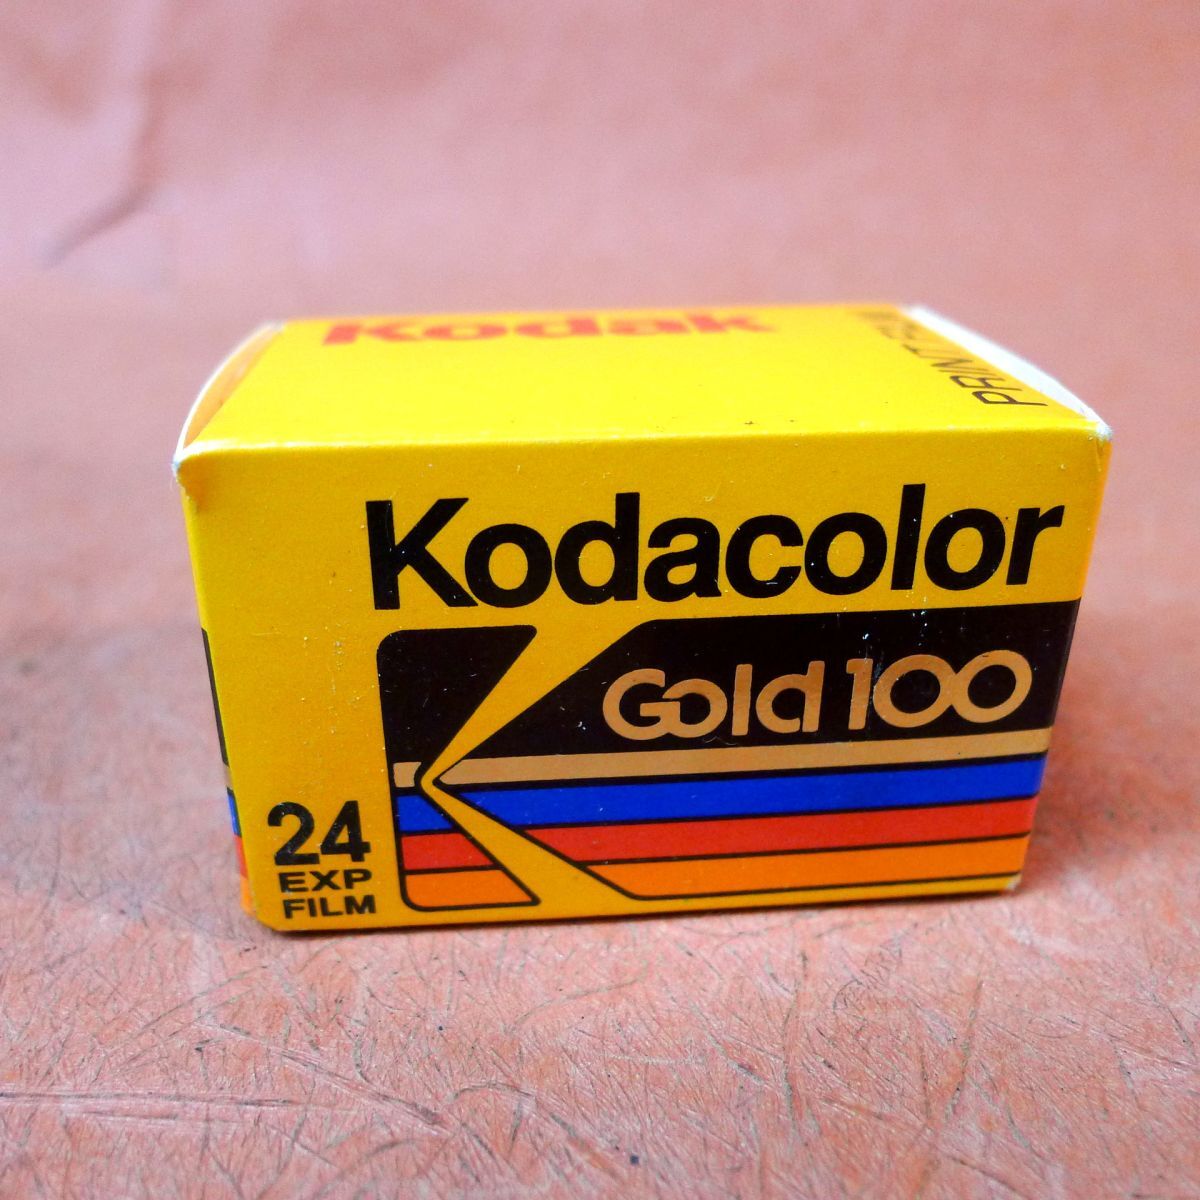 Kodak
PRINT FILM
Kodacolor
Gold 100
24
EXP
FILM